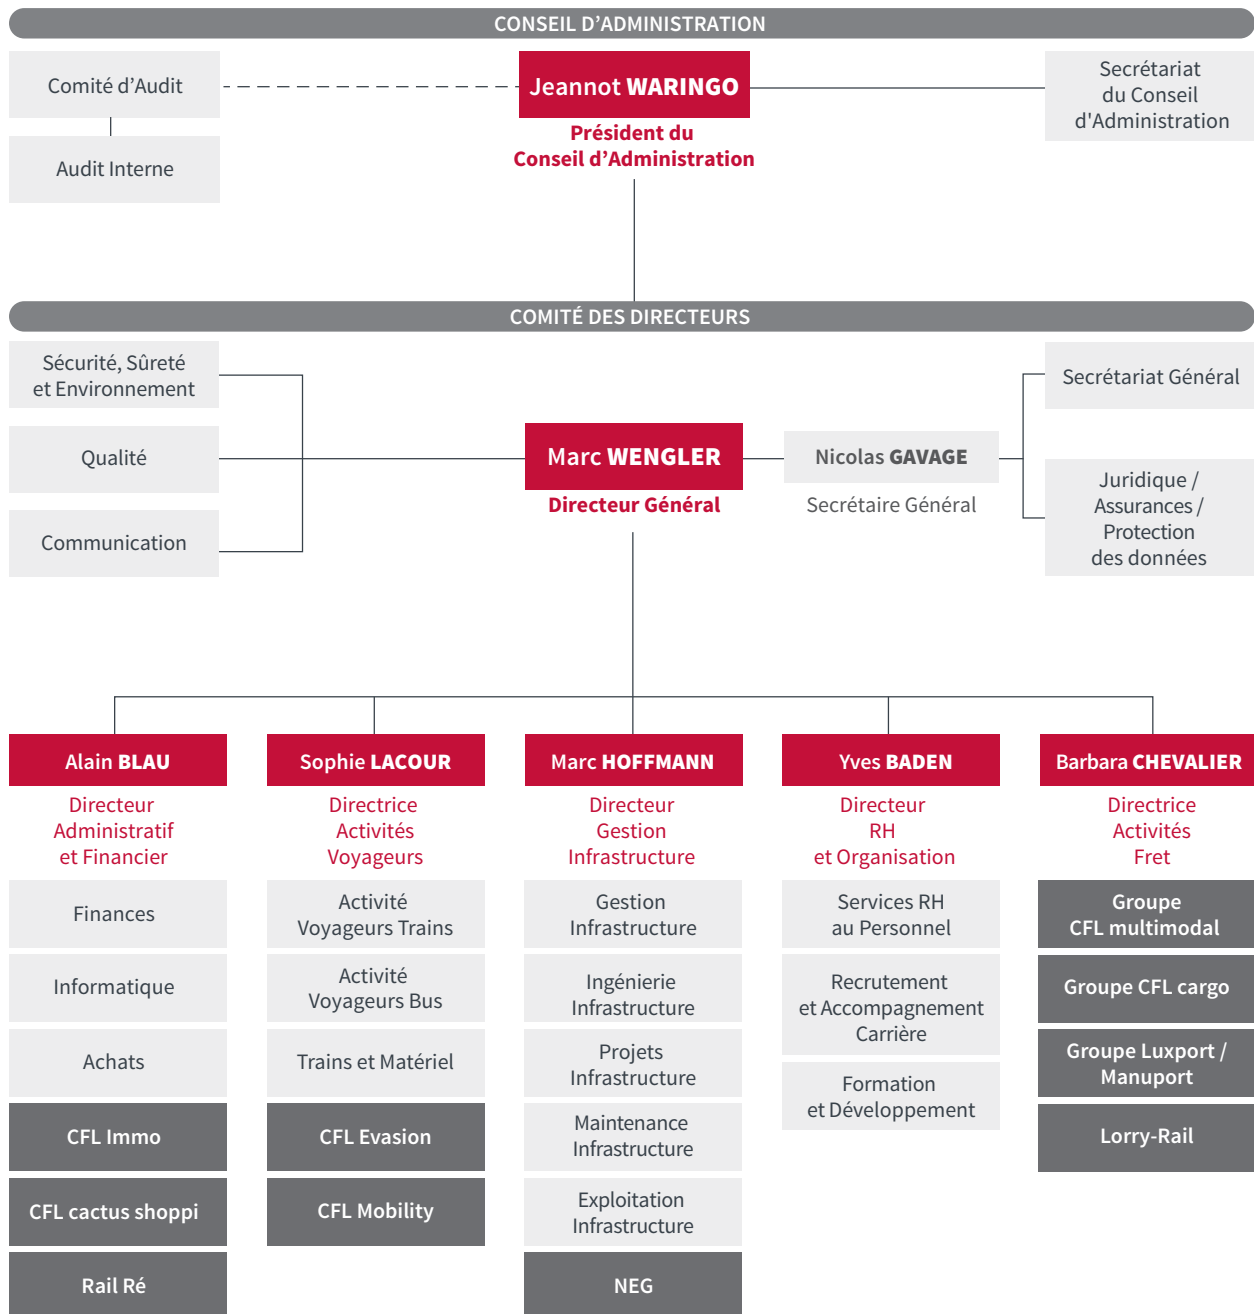 CONSEIL D’ADMINISTRATION
Comité d’Audit
Audit Interne
Jeannot WARINGO
Président du
Conseil d’Administration
Secrétariat
du Conseil
d'Administration
COMITÉ DES DIRECTEURS
Sécurité, Sûreté
et Environnement
Qualité
Communication
Marc WENGLER
Directeur Général
Nicolas GAVAGE
Secrétaire Général
Secrétariat Général
Juridique /
Assurances /
Protection
des données
Alain BLAU
Directeur
Administratif
et Financier
Finances
Informatique
Achats
CFL Immo
CFL cactus shoppi
Rail Ré
Sophie LACOUR
Directrice
Activités
Voyageurs
Activité
Voyageurs Trains
Activité
Voyageurs Bus
Trains et Matériel
CFL Evasion
CFL Mobility
Marc HOFFMANN
Directeur
Gestion
Infrastructure
Gestion
Infrastructure
Ingénierie
Infrastructure
Projets
Infrastructure
Maintenance
Infrastructure
Exploitation
Infrastructure
NEG
Yves BADEN
Directeur
RH
et Organisation
Services RH
au Personnel
Recrutement
et Accompagnement
Carrière
Formation
et Développement
Barbara CHEVALIER
Directrice
Activités
Fret
Groupe
CFL multimodal
Groupe CFL cargo
Groupe Luxport /
Manuport
Lorry-Rail